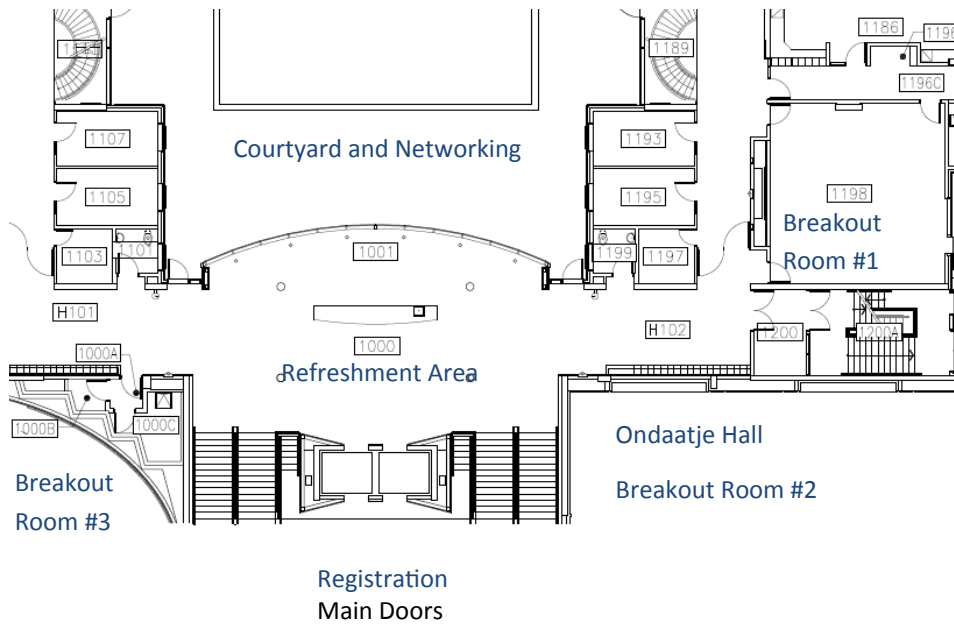 1186
1196
1189
1196C
1107
1193
Courtyard and Networking
1105
1195
1198
Breakout
Room #1
1103
1101
1001
1199
1197
H101
H102
1200
1200A
1000
1000A
Refreshment Area
1000B
1000C
Ondaatje Hall
Breakout Room #2
Breakout
Room #3
Registration
Main Doors